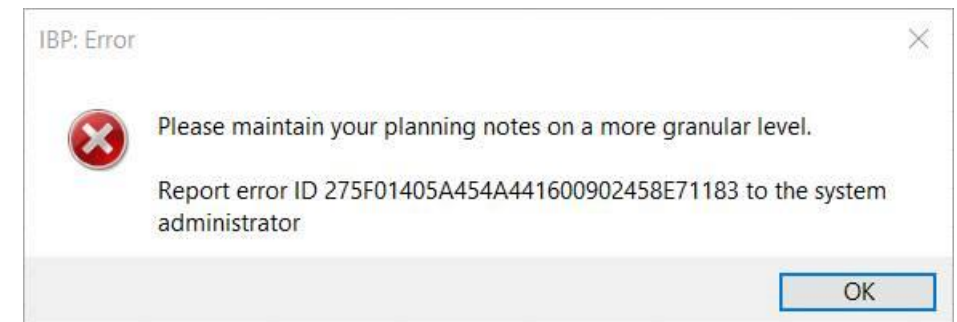 IBP: Error
Please maintain your planning notes on a more granular level.
Report error ID 275F01405A454A441600902458E71183 to the system
administrator
OK